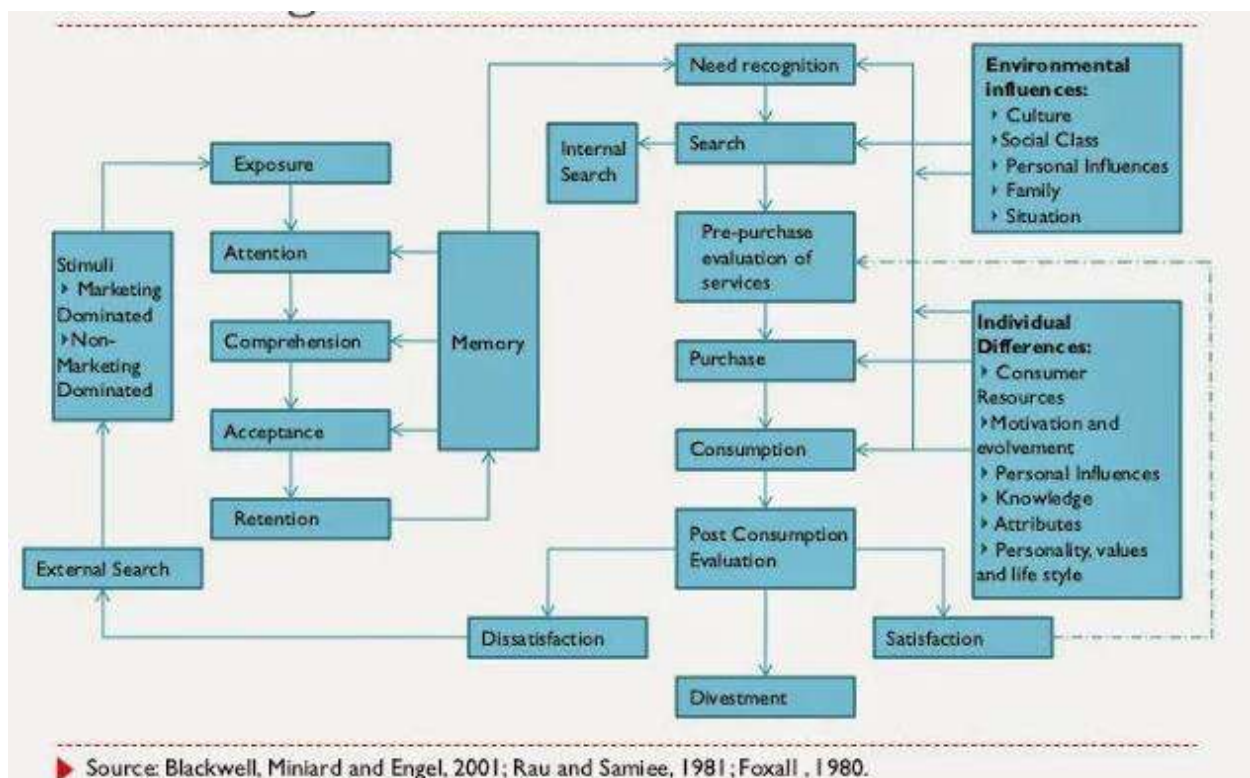 Need recognition
Environmental
influences:
‣ Culture
‣Social Class
‣ Personal Influences
‣ Family
‣ Situation
Internal
Search
Search
Exposure
Pre-purchase
evaluation of
services
Attention
Stimuli
‣ Marketing
Dominated
‣Non-
Marketing
Dominated
Comprehension
Memory
Purchase
Individual
Differences:
‣ Consumer
Resources
‣Motivation and
evolvement
‣ Personal Influences
‣ Knowledge
‣ Attributes
‣ Personality, values
and life style
Acceptance
Consumption
Retention
Post Consumption
Evaluation
External Search
Dissatisfaction
Satisfaction
Divestment
Source: Blackwell, Miniard and Engel, 2001; Rau and Samiee, 1981; Foxall , 1980.